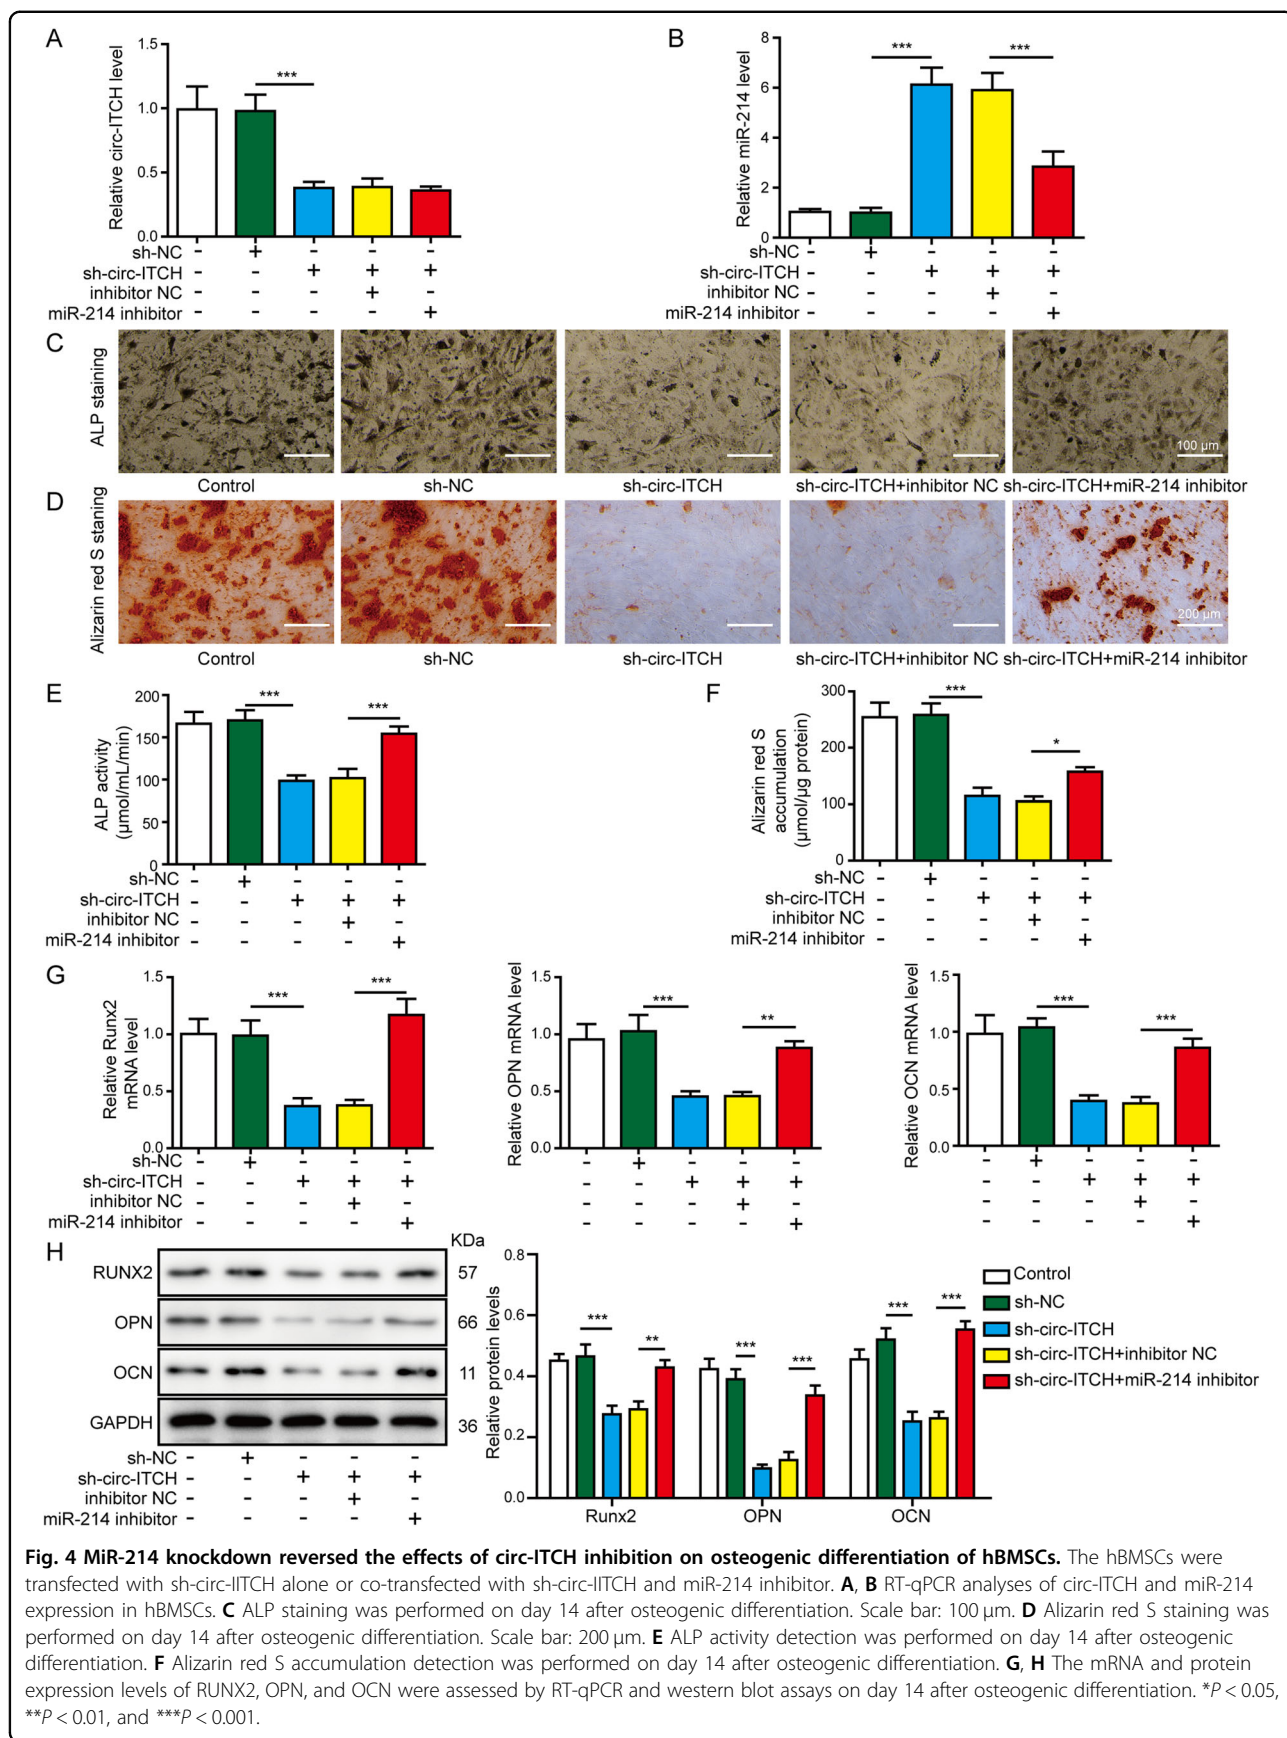 A
Relative circ-ITCH level
1.5
1.0
0.5
0.0
***
sh-NC - + - - -
sh-circ-ITCH - - + + +
inhibitor NC - - - + -
miR-214 inhibitor - - - - +
B
Relative miR-214 level
8
6
4
2
0
*** ***
sh-NC - + - - -
sh-circ-ITCH - - + + +
inhibitor NC - - - + -
miR-214 inhibitor - - - - +
C
ALP staining
100 µm
Control sh-NC sh-circ-ITCH sh-circ-ITCH+inhibitor NC sh-circ-ITCH+miR-214 inhibitor
D
Alizarin red S staning
200 µm
Control sh-NC sh-circ-ITCH sh-circ-ITCH+inhibitor NC sh-circ-ITCH+miR-214 inhibitor
E
ALP activity
(µmol/mL/min)
200
150
100
50
0
*** ***
sh-NC - + - - -
sh-circ-ITCH - - + + +
inhibitor NC - - - + -
miR-214 inhibitor - - - - +
F
Alizarin red S
accumulation
(µmol/µg protein)
300
200
100
0
*** *
sh-NC - + - - -
sh-circ-ITCH - - + + +
inhibitor NC - - - + -
miR-214 inhibitor - - - - +
G
Relative Runx2
mRNA level
1.5
1.0
0.5
0.0
*** ***
sh-NC - + - - -
sh-circ-ITCH - - + + +
inhibitor NC - - - + -
miR-214 inhibitor - - - - +
Relative OPN mRNA level
1.5
1.0
0.5
0.0
*** **
- + - - -
- - + + +
- - - + -
- - - - +
Relative OCN mRNA level
1.5
1.0
0.5
0.0
*** ***
- + - - -
- - + + +
- - - + -
- - - - +
H
KDa
RUNX2 57
OPN 66
OCN 11
GAPDH 36
sh-NC - + - - -
sh-circ-ITCH - - + + +
inhibitor NC - - - + -
miR-214 inhibitor - - - - +
Relative protein levels
0.8
0.6
0.4
0.2
0.0
*** ** *** *** *** ***
Runx2 OPN OCN
Control
sh-NC
sh-circ-ITCH
sh-circ-ITCH+inhibitor NC
sh-circ-ITCH+miR-214 inhibitor
Fig. 4 MiR-214 knockdown reversed the effects of circ-ITCH inhibition on osteogenic differentiation of hBMSCs. The hBMSCs were
transfected with sh-circ-IITCH alone or co-transfected with sh-circ-IITCH and miR-214 inhibitor. A, B RT-qPCR analyses of circ-ITCH and miR-214
expression in hBMSCs. C ALP staining was performed on day 14 after osteogenic differentiation. Scale bar: 100 µm. D Alizarin red S staining was
performed on day 14 after osteogenic differentiation. Scale bar: 200 µm. E ALP activity detection was performed on day 14 after osteogenic
differentiation. F Alizarin red S accumulation detection was performed on day 14 after osteogenic differentiation. G, H The mRNA and protein
expression levels of RUNX2, OPN, and OCN were assessed by RT-qPCR and western blot assays on day 14 after osteogenic differentiation. *P < 0.05,
**P < 0.01, and ***P < 0.001.